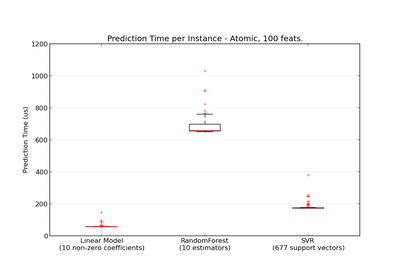 Prediction Time per Instance - Atomic, 100 feats.
Prediction Time (us)
1200
1000
800
600
400
200
0
Linear Model
(10 non-zero coefficients)
RandomForest
(10 estimators)
SVR
(677 support vectors)